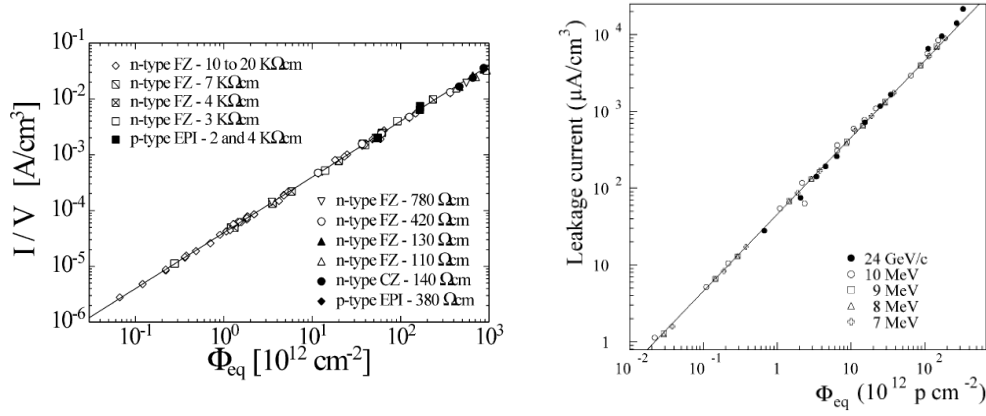 I / V [A/cm³]
10⁻¹
10⁻²
10⁻³
10⁻⁴
10⁻⁵
10⁻⁶
n-type FZ - 10 to 20 KΩcm
n-type FZ - 7 KΩcm
n-type FZ - 4 KΩcm
n-type FZ - 3 KΩcm
p-type EPI - 2 and 4 KΩcm
n-type FZ - 780 Ωcm
n-type FZ - 420 Ωcm
n-type FZ - 130 Ωcm
n-type FZ - 110 Ωcm
n-type CZ - 140 Ωcm
p-type EPI - 380 Ωcm
10⁻¹ 10⁰ 10¹ 10² 10³
Φeq [10¹² cm⁻²]
Leakage current (μA/cm³)
10⁴
10³
10²
10
1
24 GeV/c
10 MeV
9 MeV
8 MeV
7 MeV
10⁻² 10⁻¹ 1 10 10²
Φeq (10¹² p cm⁻²)